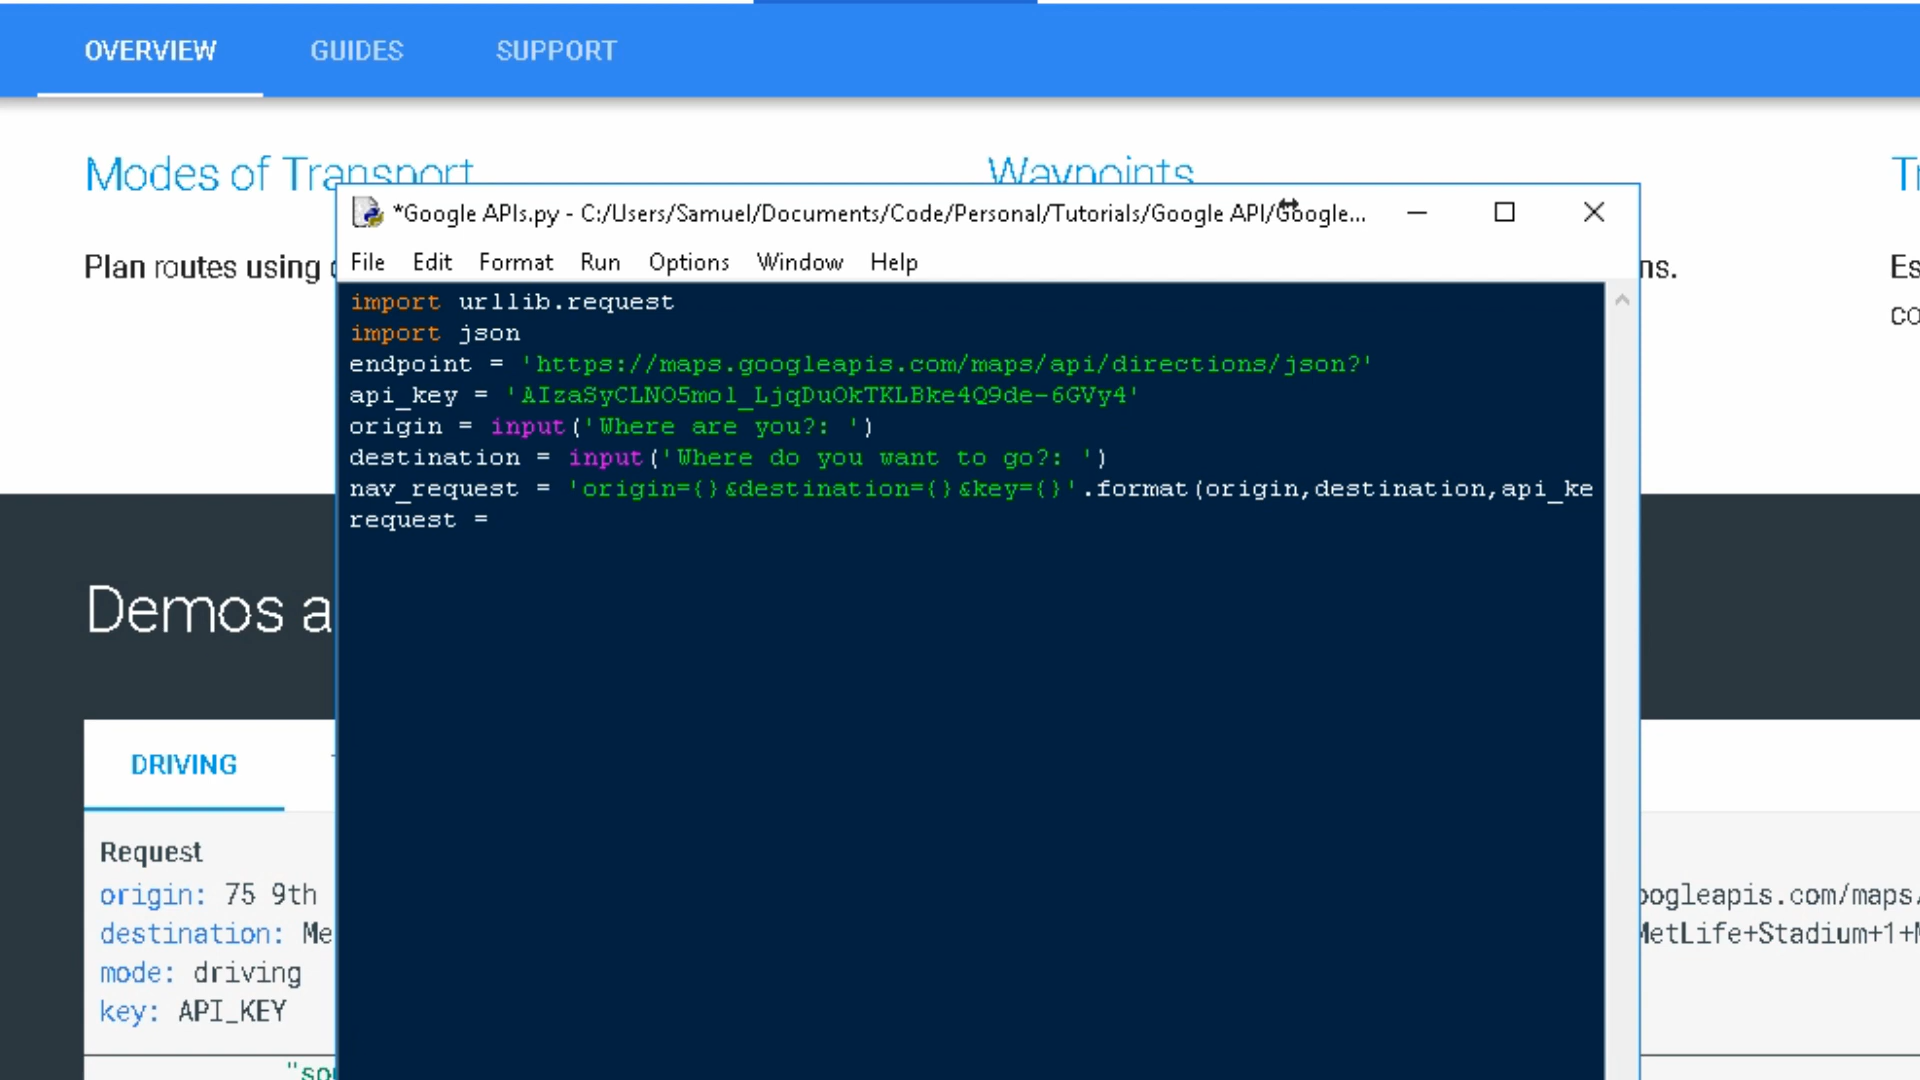 OVERVIEW GUIDES SUPPORT
Modes of Transport Waypoints
Plan routes using
*Google APIs.py - C:/Users/Samuel/Documents/Code/Personal/Tutorials/Google API/Google...
File Edit Format Run Options Window Help
import urllib.request
import json
endpoint = 'https://maps.googleapis.com/maps/api/directions/json?'
api_key = 'AIzaSyCLNO5mol_LjqDuOkTKLBke4Q9de-6GVy4'
origin = input('Where are you?: ')
destination = input('Where do you want to go?: ')
nav_request = 'origin={}&destination={}&key={}'.format(origin,destination,api_ke
request =
Demos a
DRIVING
Request
origin: 75 9th
destination: Me
mode: driving
key: API_KEY
oogleapis.com/maps/
MetLife+Stadium+1+M
"sou